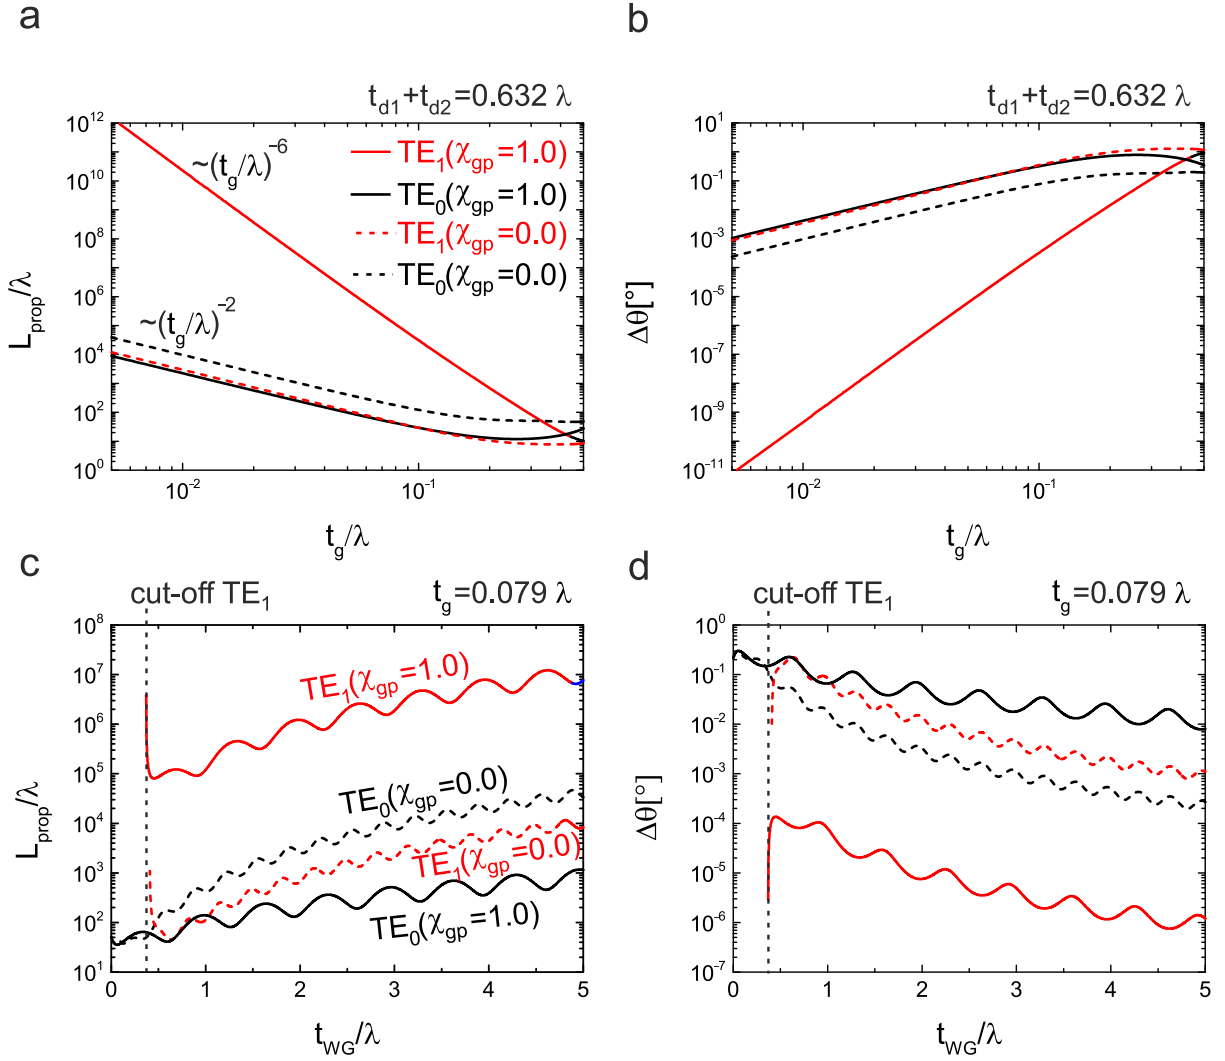 a
t_d1+t_d2=0.632 λ
10^12
10^10
10^8
10^6
10^4
10^2
10^0
L_prop/λ
~(t_g/λ)^-6
~(t_g/λ)^-2
TE_1(χ_gp=1.0)
TE_0(χ_gp=1.0)
TE_1(χ_gp=0.0)
TE_0(χ_gp=0.0)
10^-2
10^-1
t_g/λ
b
t_d1+t_d2=0.632 λ
10^1
10^-1
10^-3
10^-5
10^-7
10^-9
10^-11
Δθ[°]
10^-2
10^-1
t_g/λ
c
cut-off TE_1
t_g=0.079 λ
10^8
10^7
10^6
10^5
10^4
10^3
10^2
10^1
L_prop/λ
TE_1(χ_gp=1.0)
TE_0(χ_gp=0.0)
TE_1(χ_gp=0.0)
TE_0(χ_gp=1.0)
0 1 2 3 4 5
t_WG/λ
d
cut-off TE_1
t_g=0.079 λ
10^0
10^-1
10^-2
10^-3
10^-4
10^-5
10^-6
10^-7
Δθ[°]
0 1 2 3 4 5
t_WG/λ